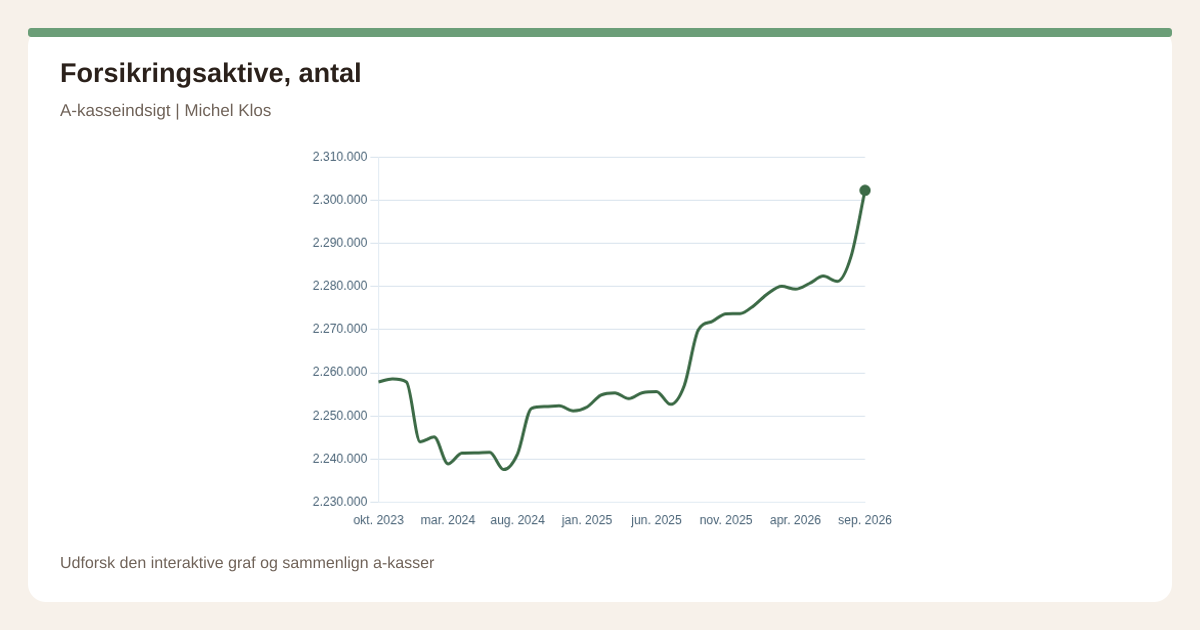 Forsikringsaktive, antal
A-kasseindsigt | Michel Klos
2.310.000
2.300.000
2.290.000
2.280.000
2.270.000
2.260.000
2.250.000
2.240.000
2.230.000
okt. 2023 mar. 2024 aug. 2024 jan. 2025 jun. 2025 nov. 2025 apr. 2026 sep. 2026
Udforsk den interaktive graf og sammenlign a-kasser